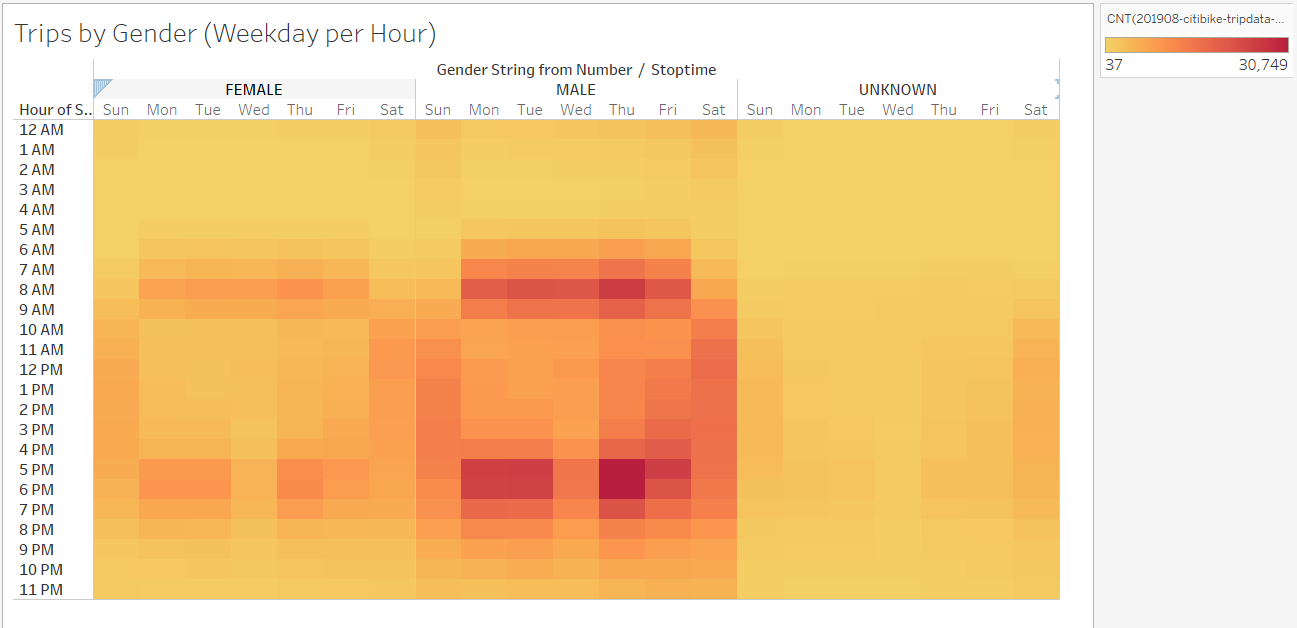 Trips by Gender (Weekday per Hour)
CNT(201908-citibike-tripdata-...
37 30,749
Gender String from Number / Stoptime
FEMALE MALE UNKNOWN
Hour of S.. Sun Mon Tue Wed Thu Fri Sat Sun Mon Tue Wed Thu Fri Sat Sun Mon Tue Wed Thu Fri Sat
12 AM
1 AM
2 AM
3 AM
4 AM
5 AM
6 AM
7 AM
8 AM
9 AM
10 AM
11 AM
12 PM
1 PM
2 PM
3 PM
4 PM
5 PM
6 PM
7 PM
8 PM
9 PM
10 PM
11 PM